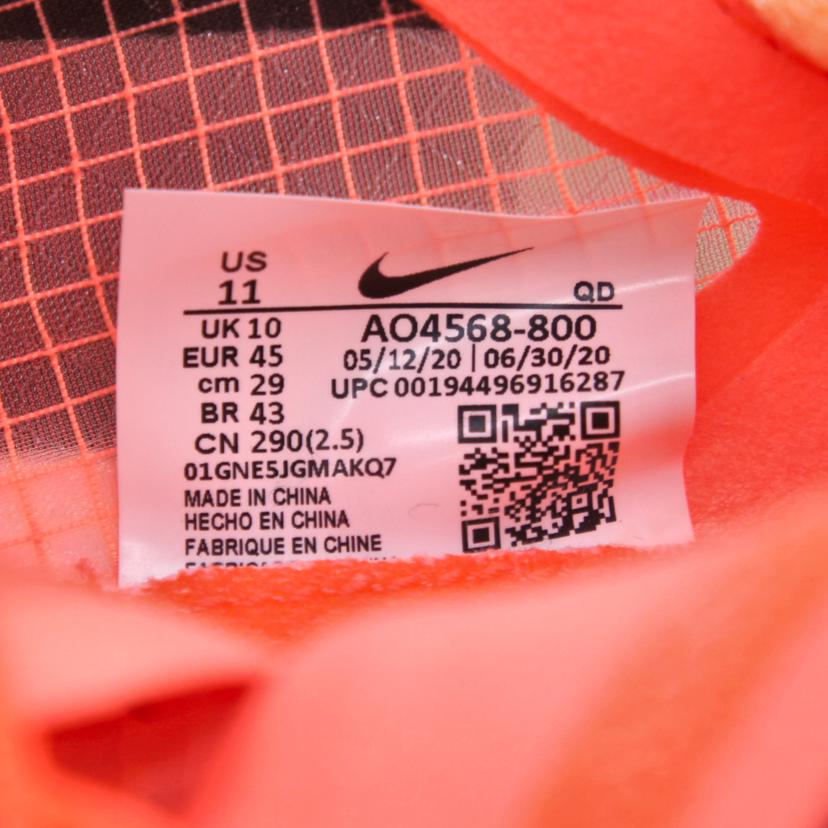 US
11
QD
UK 10
AO4568-800
EUR 45
05/12/20 | 06/30/20
cm 29
UPC 00194496916287
BR 43
CN 290(2.5)
01GNE5JGMAKQ7
MADE IN CHINA
HECHO EN CHINA
FABRIQUE EN CHINE